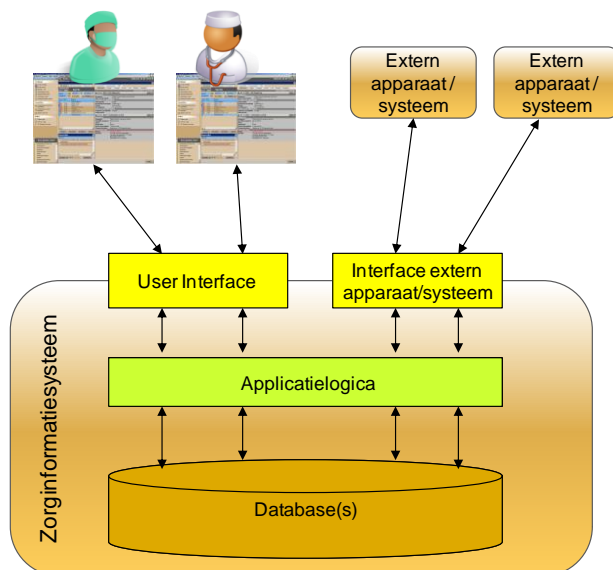 Extern
apparaat /
systeem
Extern
apparaat /
systeem
User Interface
Interface extern
apparaat/systeem
Zorginformatiesysteem
Applicatielogica
Database(s)